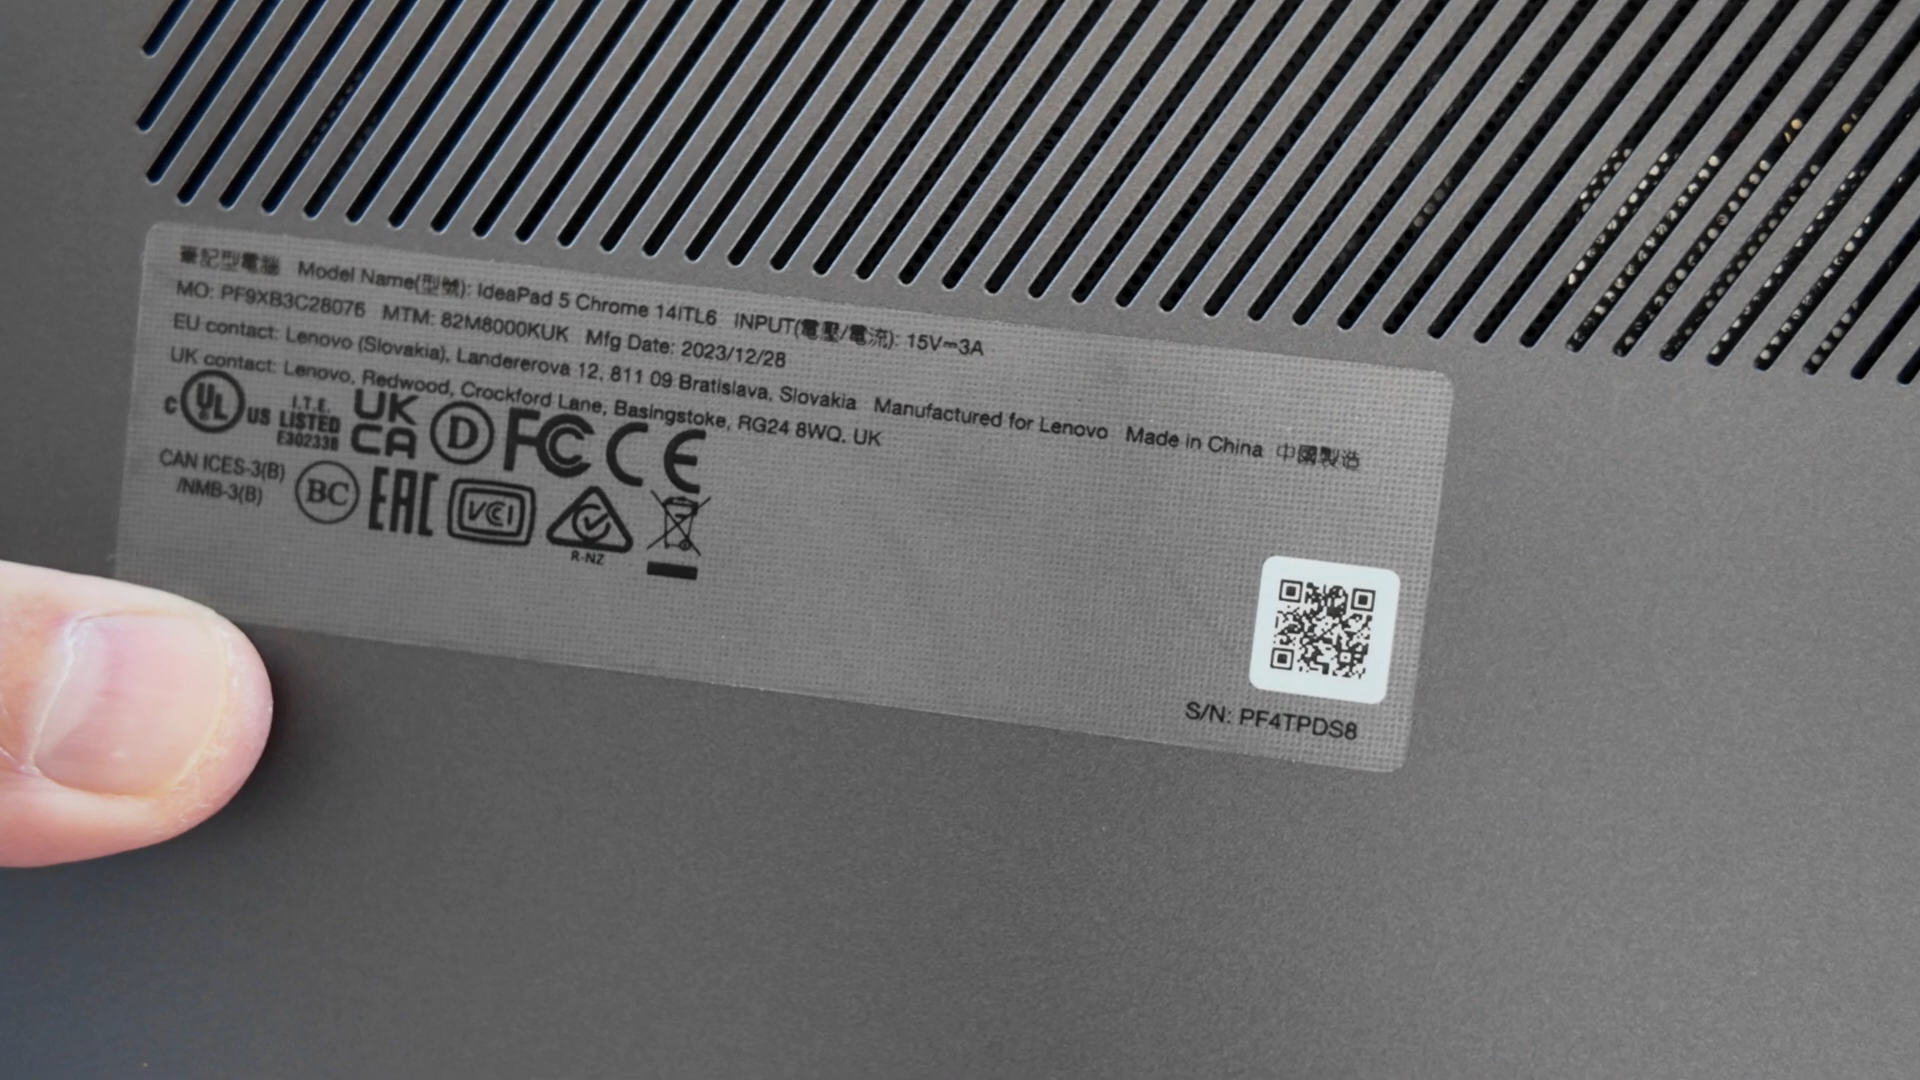 筆記型電腦 Model Name(型號): IdeaPad 5 Chrome 14ITL6 INPUT(電壓/電流): 15V⎓3A
MO: PF9XB3C28076 MTM: 82M8000KUK Mfg Date: 2023/12/28
EU contact: Lenovo (Slovakia), Landererova 12, 811 09 Bratislava, Slovakia Manufactured for Lenovo Made in China 中國製造
UK contact: Lenovo, Redwood, Crockford Lane, Basingstoke, RG24 8WQ, UK
c UL US I.T.E. LISTED E302338 UK CA D FC CE
CAN ICES-3(B) /NMB-3(B) BC EAC VCI R-NZ
S/N: PF4TPDS8